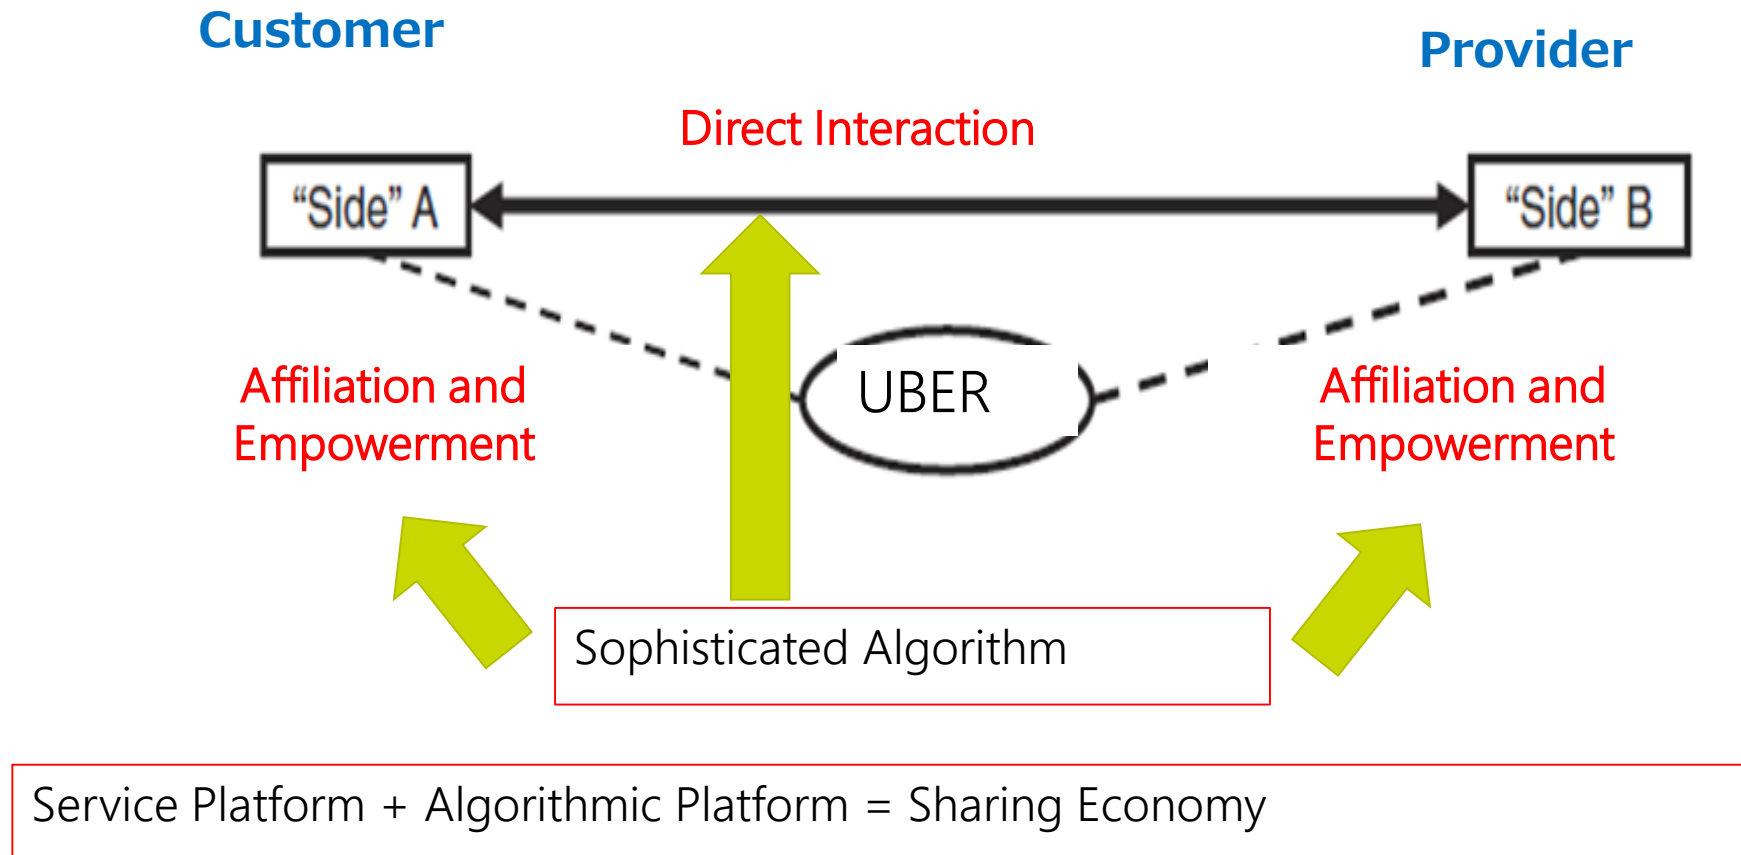 Customer
Provider
Direct Interaction
“Side” A
“Side” B
UBER
Affiliation and
Empowerment
Affiliation and
Empowerment
Sophisticated Algorithm
Service Platform + Algorithmic Platform = Sharing Economy